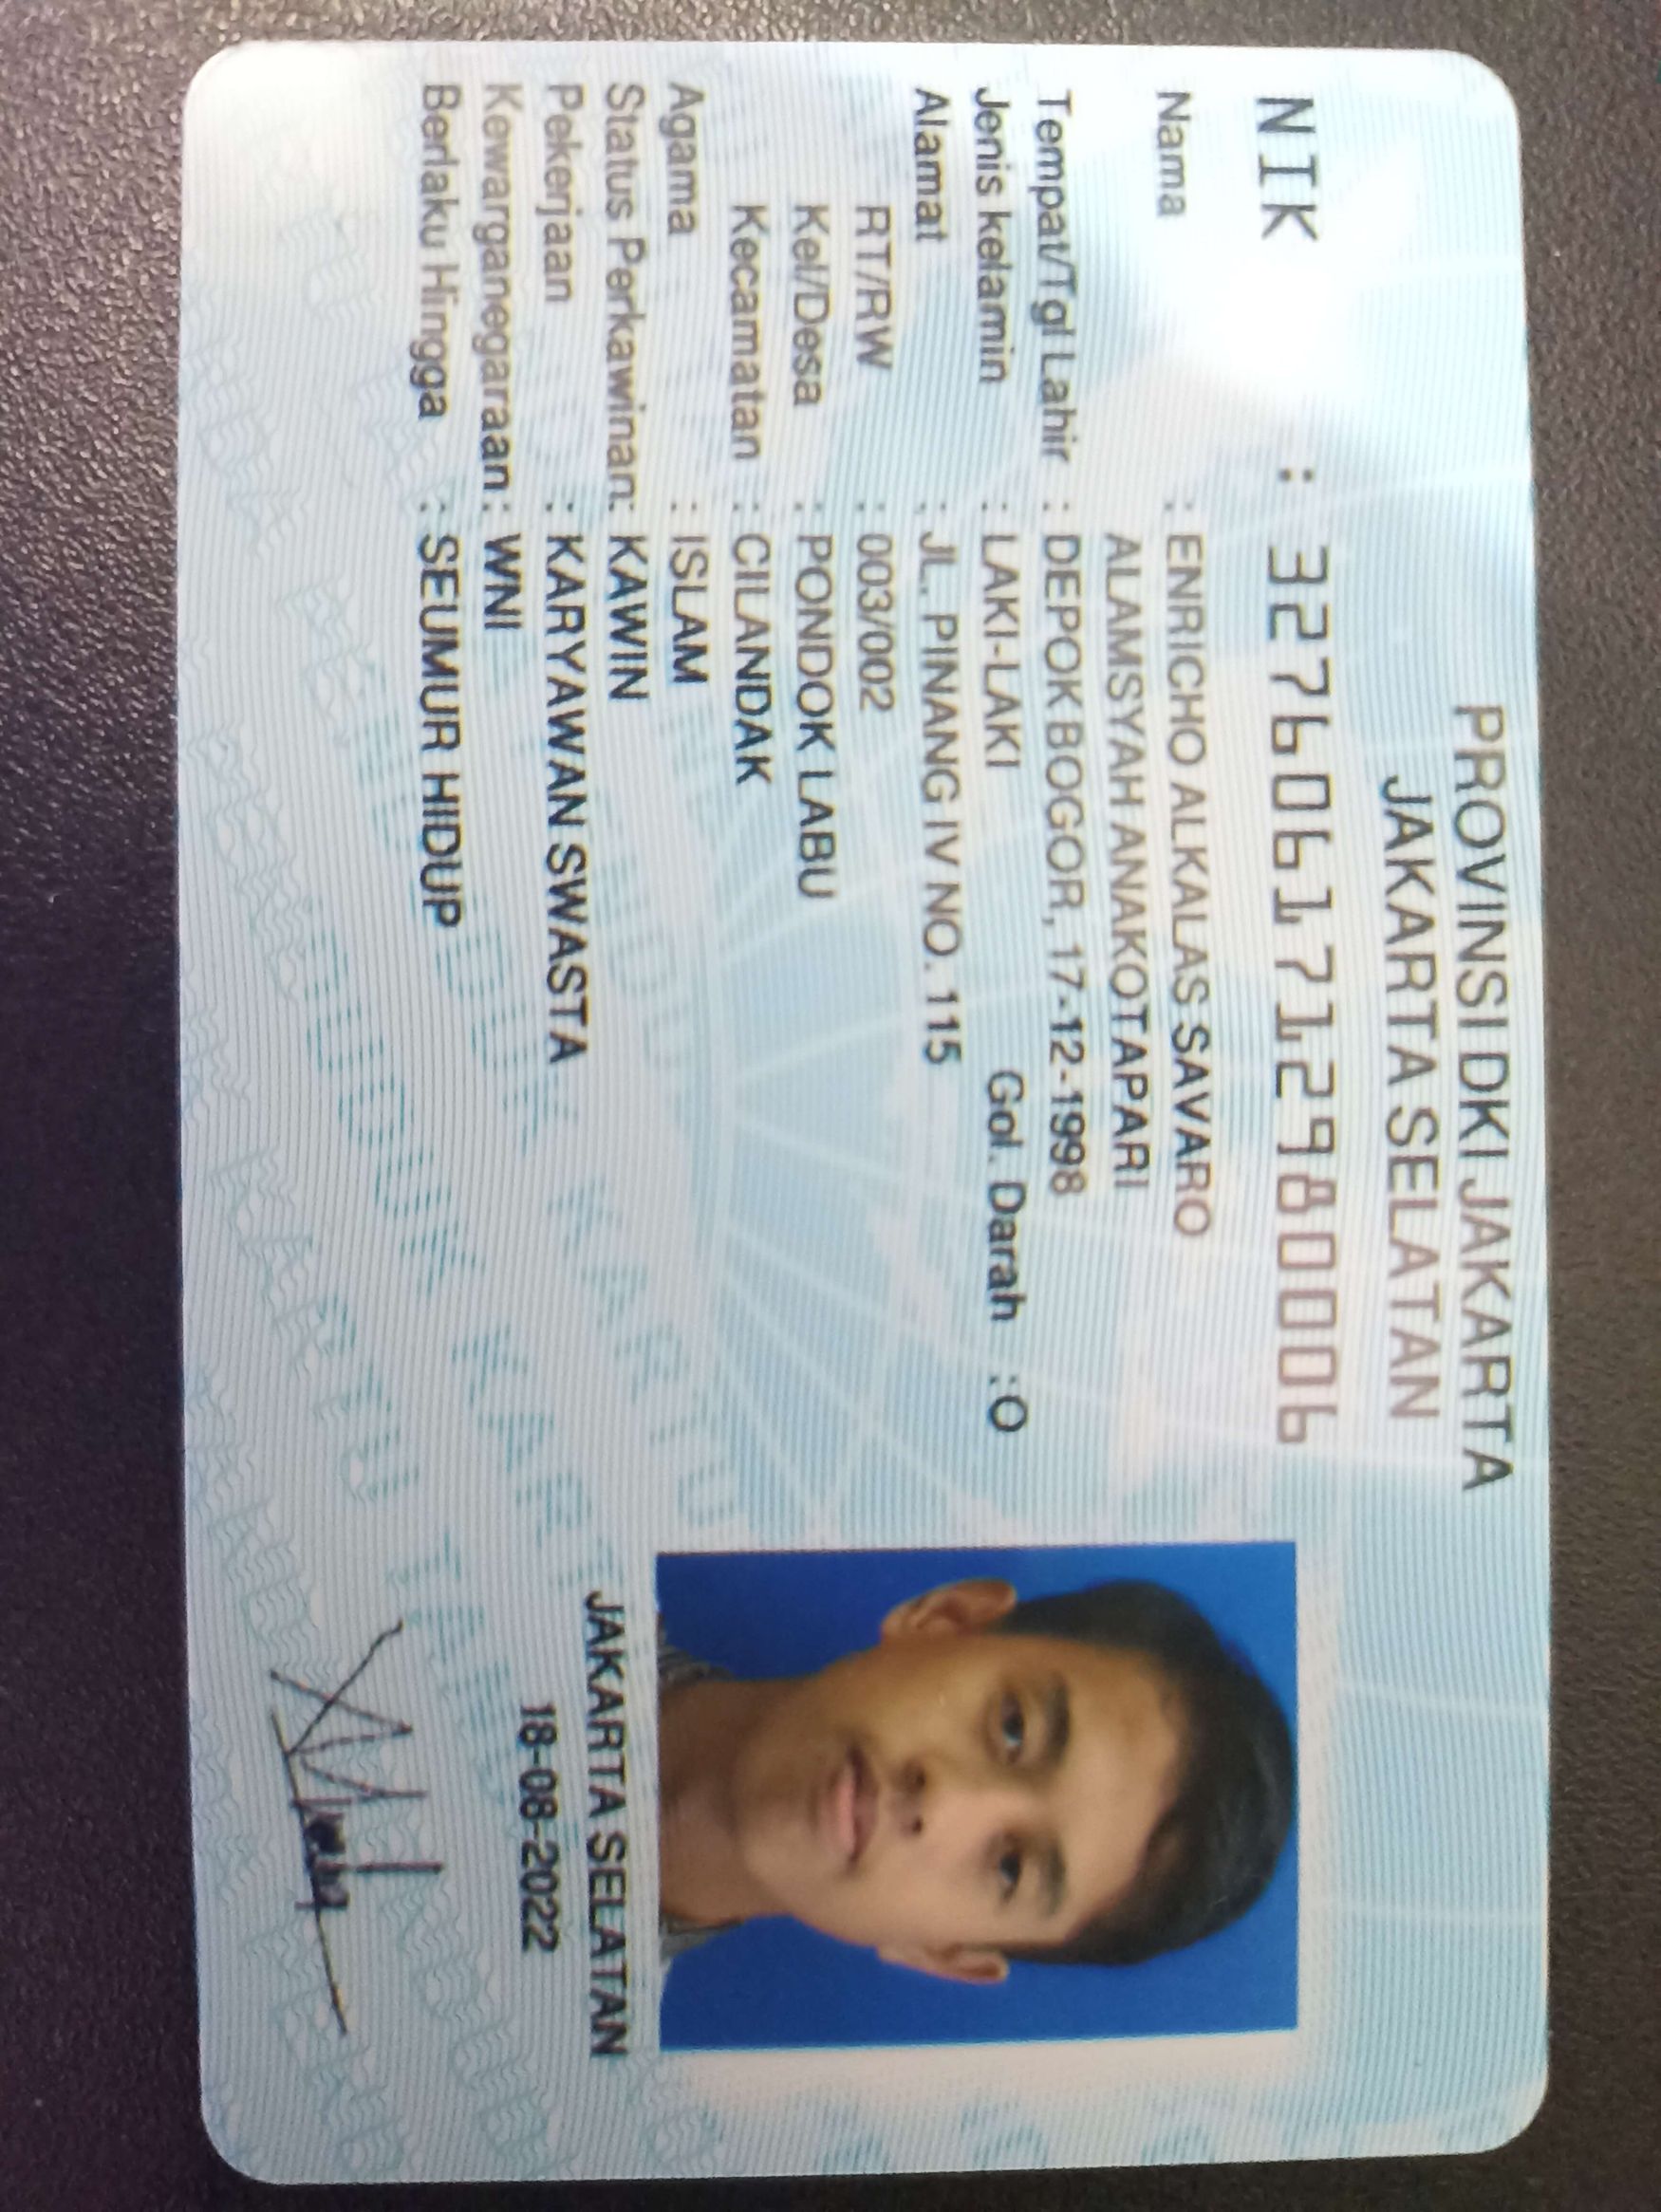 PROVINSI DKI JAKARTA
JAKARTA SELATAN
NIK : 3276061712980006
Nama : ENRICHO ALKALAS SAVARO
ALAMSYAH ANAKOTAPARI
Tempat/Tgl Lahir : DEPOK BOGOR, 17-12-1998
Jenis kelamin : LAKI-LAKI Gol. Darah : O
Alamat : JL. PINANG IV NO. 115
RT/RW : 003/002
Kel/Desa : PONDOK LABU
Kecamatan : CILANDAK
Agama : ISLAM
Status Perkawinan: KAWIN
Pekerjaan : KARYAWAN SWASTA
Kewarganegaraan : WNI
Berlaku Hingga : SEUMUR HIDUP
JAKARTA SELATAN
18-08-2022